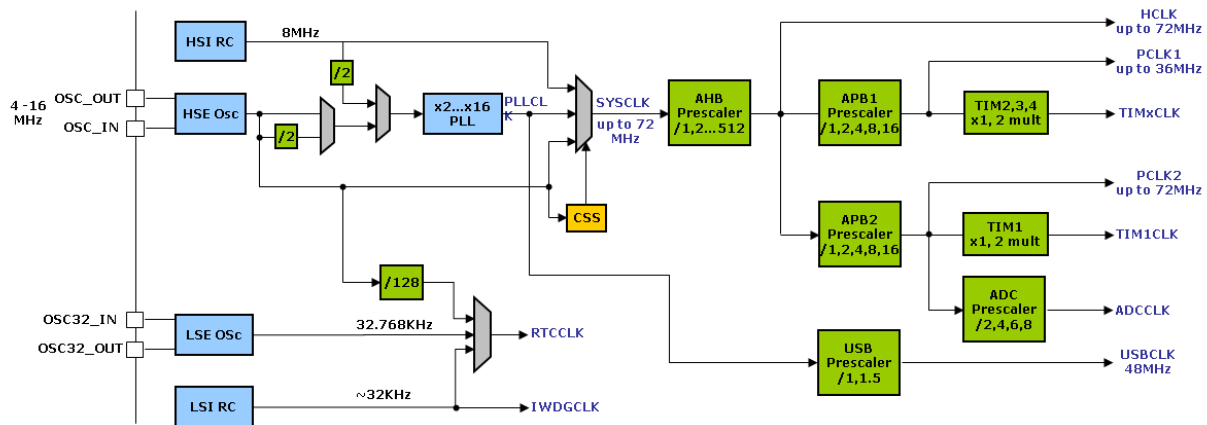 HSI RC
8MHz
/2
OSC_OUT
4 -16
MHz
OSC_IN
HSE Osc
/2
x2...x16
PLL
PLLCL
K
SYSCLK
up to 72
MHz
CSS
AHB
Prescaler
/1,2...512
HCLK
up to 72MHz
PCLK1
up to 36MHz
APB1
Prescaler
/1,2,4,8,16
TIM2,3,4
x1, 2 mult
TIMxCLK
PCLK2
up to 72MHz
APB2
Prescaler
/1,2,4,8,16
TIM1
x1, 2 mult
TIM1CLK
ADC
Prescaler
/2,4,6,8
ADCCLK
/128
OSC32_IN
OSC32_OUT
LSE OSc
32.768KHz
RTCCLK
USB
Prescaler
/1,1.5
USBCLK
48MHz
LSI RC
~32KHz
IWDGCLK